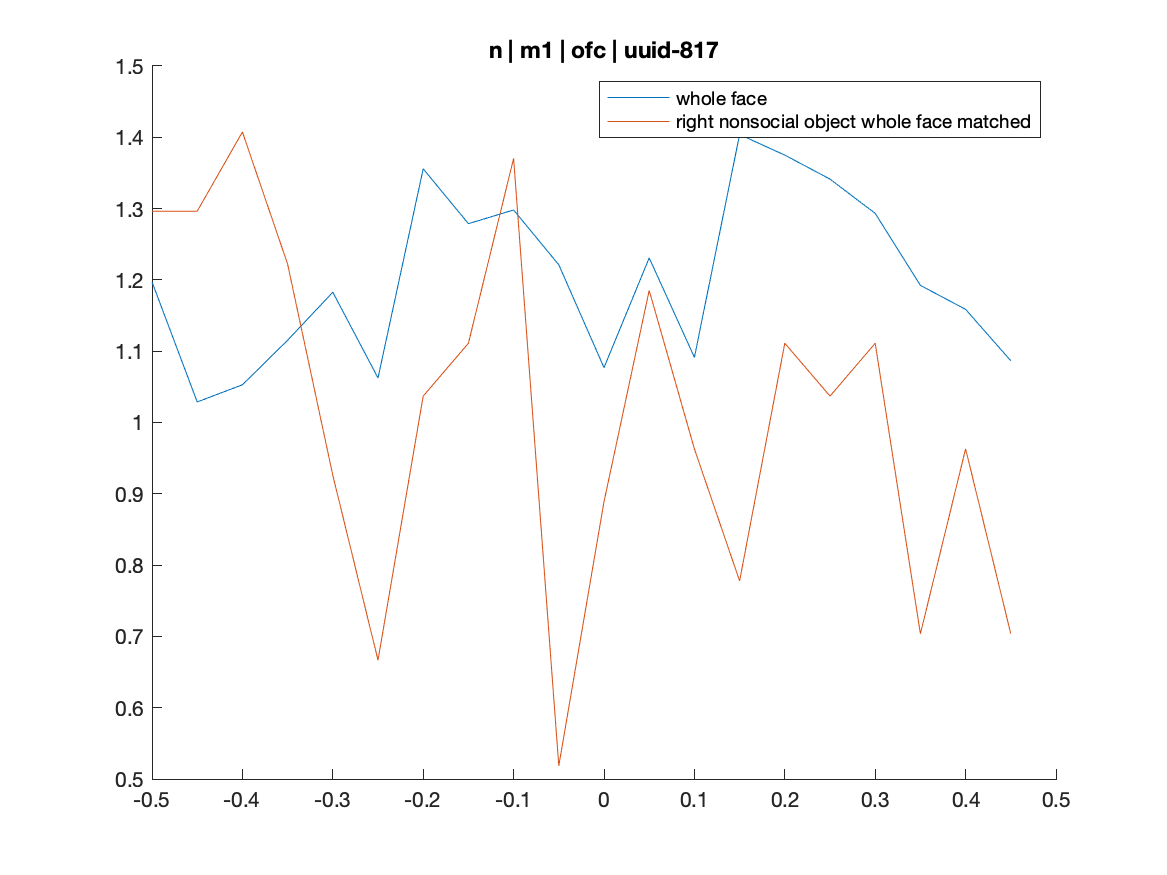 n | m1 | ofc | uuid-817
1.5
whole face
right nonsocial object whole face matched
1.4
1.3
1.2
1.1
1
0.9
0.8
0.7
0.6
0.5
-0.5 -0.4 -0.3 -0.2 -0.1 0 0.1 0.2 0.3 0.4 0.5